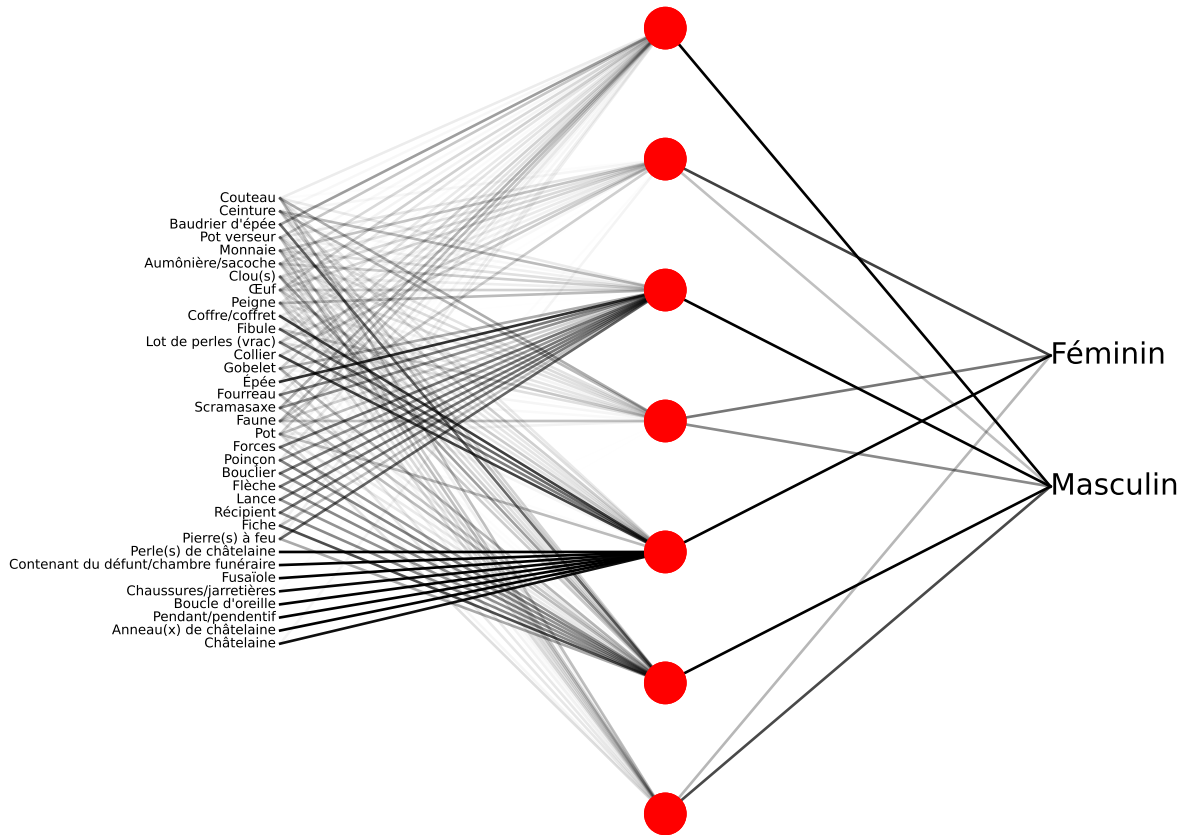 Couteau
Ceinture
Baudrier d'épée
Pot verseur
Monnaie
Aumônière/sacoche
Clou(s)
Œuf
Peigne
Coffre/coffret
Fibule
Lot de perles (vrac)
Collier
Gobelet
Épée
Fourreau
Scramasaxe
Faune
Pot
Forces
Poinçon
Bouclier
Flèche
Lance
Récipient
Fiche
Pierre(s) à feu
Perle(s) de châtelaine
Contenant du défunt/chambre funéraire
Fusaïole
Chaussures/jarretières
Boucle d'oreille
Pendant/pendentif
Anneau(x) de châtelaine
Châtelaine
Féminin
Masculin